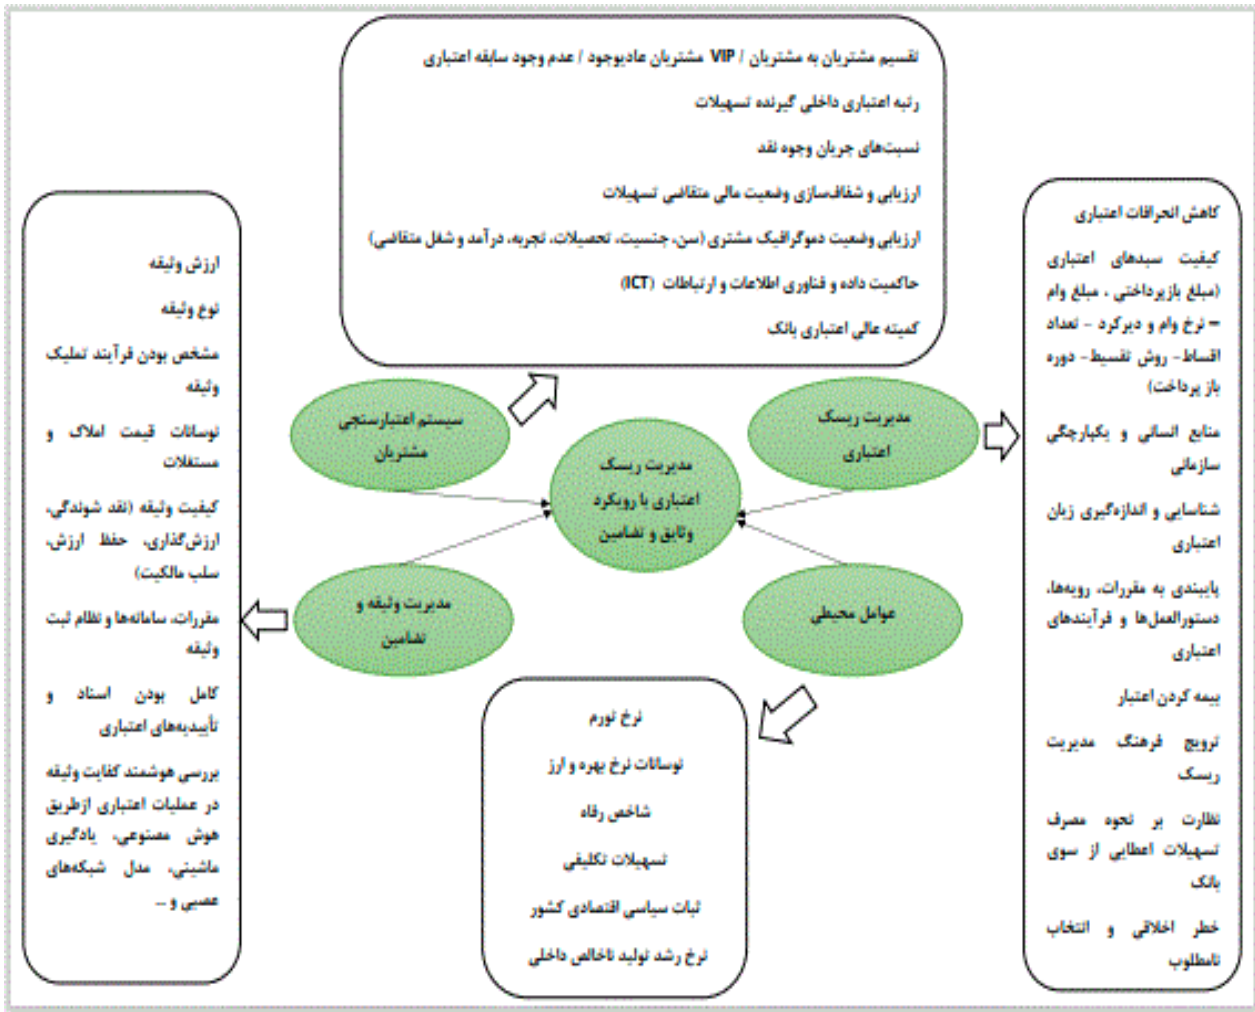 تقسیم مشتریان به مشتریان / VIP مشتریان عادیوجود / عدم وجود سابقه اعتباری
رتبه اعتباری داخلی گیرنده تسهیلات
نسبت‌های جریان وجوه نقد
ارزیابی و شفاف‌سازی وضعیت مالی متقاضی تسهیلات
ارزیابی وضعیت دموگرافیک مشتری (سن، جنسیت، تحصیلات، تجربه، درآمد و شغل متقاضی)
حاکمیت داده و فناوری اطلاعات و ارتباطات (ICT)
کمیته عالی اعتباری بانک
کاهش انحرافات اعتباری
کیفیت سبدهای اعتباری
(مبلغ بازپرداختی ، مبلغ وام
– نرخ وام و دیرکرد – تعداد
اقساط – روش تقسیط – دوره
باز پرداخت)
منابع انسانی و یکپارچگی
سازمانی
شناسایی و اندازه‌گیری زیان
اعتباری
پایبندی به مقررات، رویه‌ها،
دستورالعمل‌ها و فرآیندهای
اعتباری
بیمه کردن اعتبار
ترویج فرهنگ مدیریت
ریسک
نظارت بر نحوه مصرف
تسهیلات اعطایی از سوی
بانک
خطر اخلاقی و انتخاب
نامطلوب
مدیریت ریسک
اعتباری
سیستم اعتبارسنجی
مشتریان
مدیریت ریسک
اعتباری با رویکرد
وثایق و تضامین
عوامل محیطی
مدیریت وثیقه و
تضامین
ارزش وثیقه
نوع وثیقه
مشخص بودن فرآیند تملیک
وثیقه
نوسانات قیمت املاک و
مستغلات
کیفیت وثیقه (نقد شوندگی،
ارزش‌گذاری، حفظ ارزش،
سلب مالکیت)
مقررات، سامانه‌ها و نظام ثبت
وثیقه
کامل بودن اسناد و
تأییدیه‌های اعتباری
بررسی هوشمند کفایت وثیقه
در عملیات اعتباری ازطریق
هوش مصنوعی، یادگیری
ماشینی، مدل شبکه‌های
عصبی و ...
نرخ تورم
نوسانات نرخ بهره و ارز
شاخص رفاه
تسهیلات تکلیفی
ثبات سیاسی اقتصادی کشور
نرخ رشد تولید ناخالص داخلی